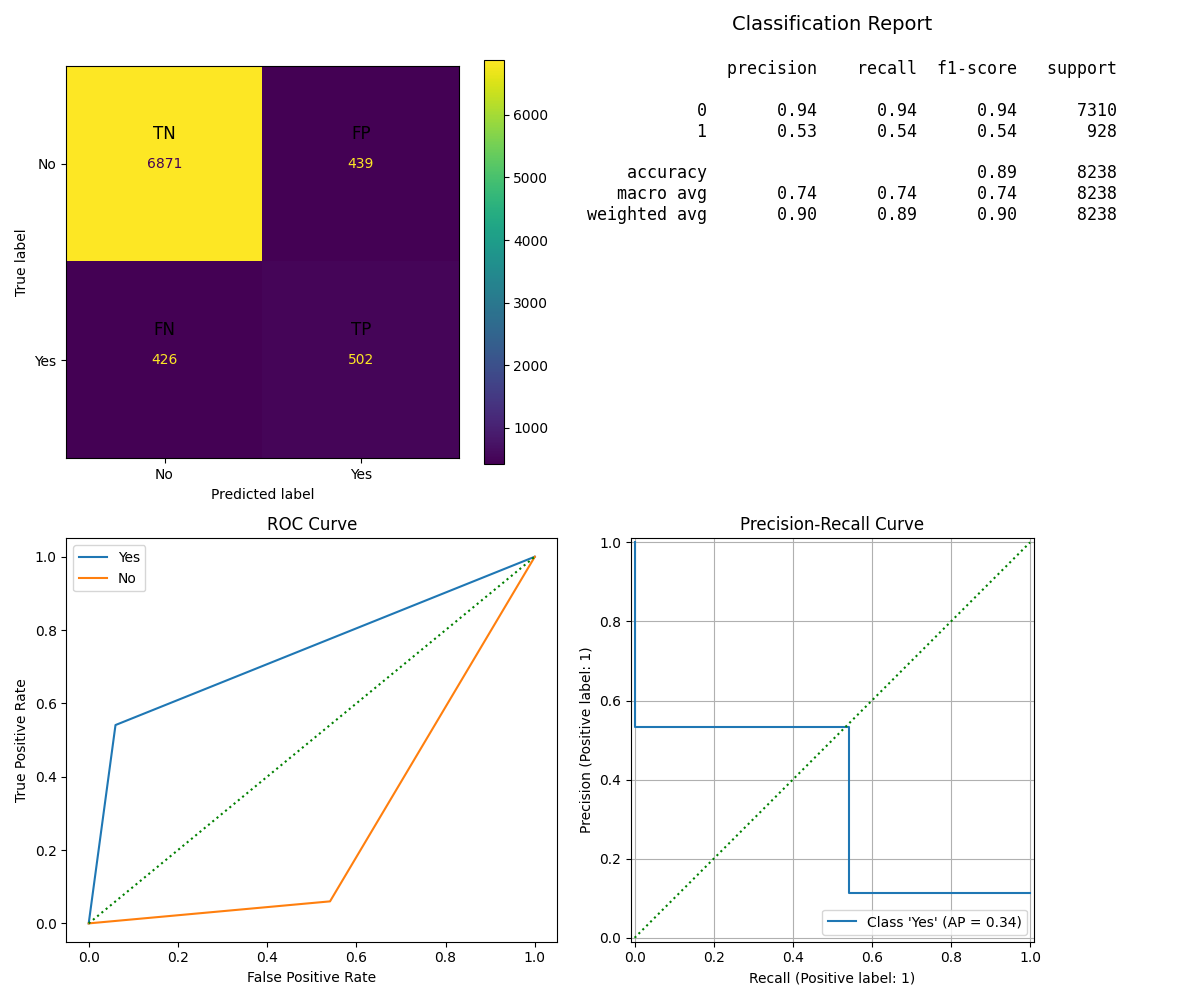 Classification Report
precision recall f1-score support
0 0.94 0.94 0.94 7310
1 0.53 0.54 0.54 928
accuracy 0.89 8238
macro avg 0.74 0.74 0.74 8238
weighted avg 0.90 0.89 0.90 8238
True label
No
Yes
TN
6871
FP
439
FN
426
TP
502
No Yes
Predicted label
6000
5000
4000
3000
2000
1000
ROC Curve
Yes
No
True Positive Rate
1.0
0.8
0.6
0.4
0.2
0.0
0.0 0.2 0.4 0.6 0.8 1.0
False Positive Rate
Precision-Recall Curve
Precision (Positive label: 1)
1.0
0.8
0.6
0.4
0.2
0.0
Class 'Yes' (AP = 0.34)
0.0 0.2 0.4 0.6 0.8 1.0
Recall (Positive label: 1)